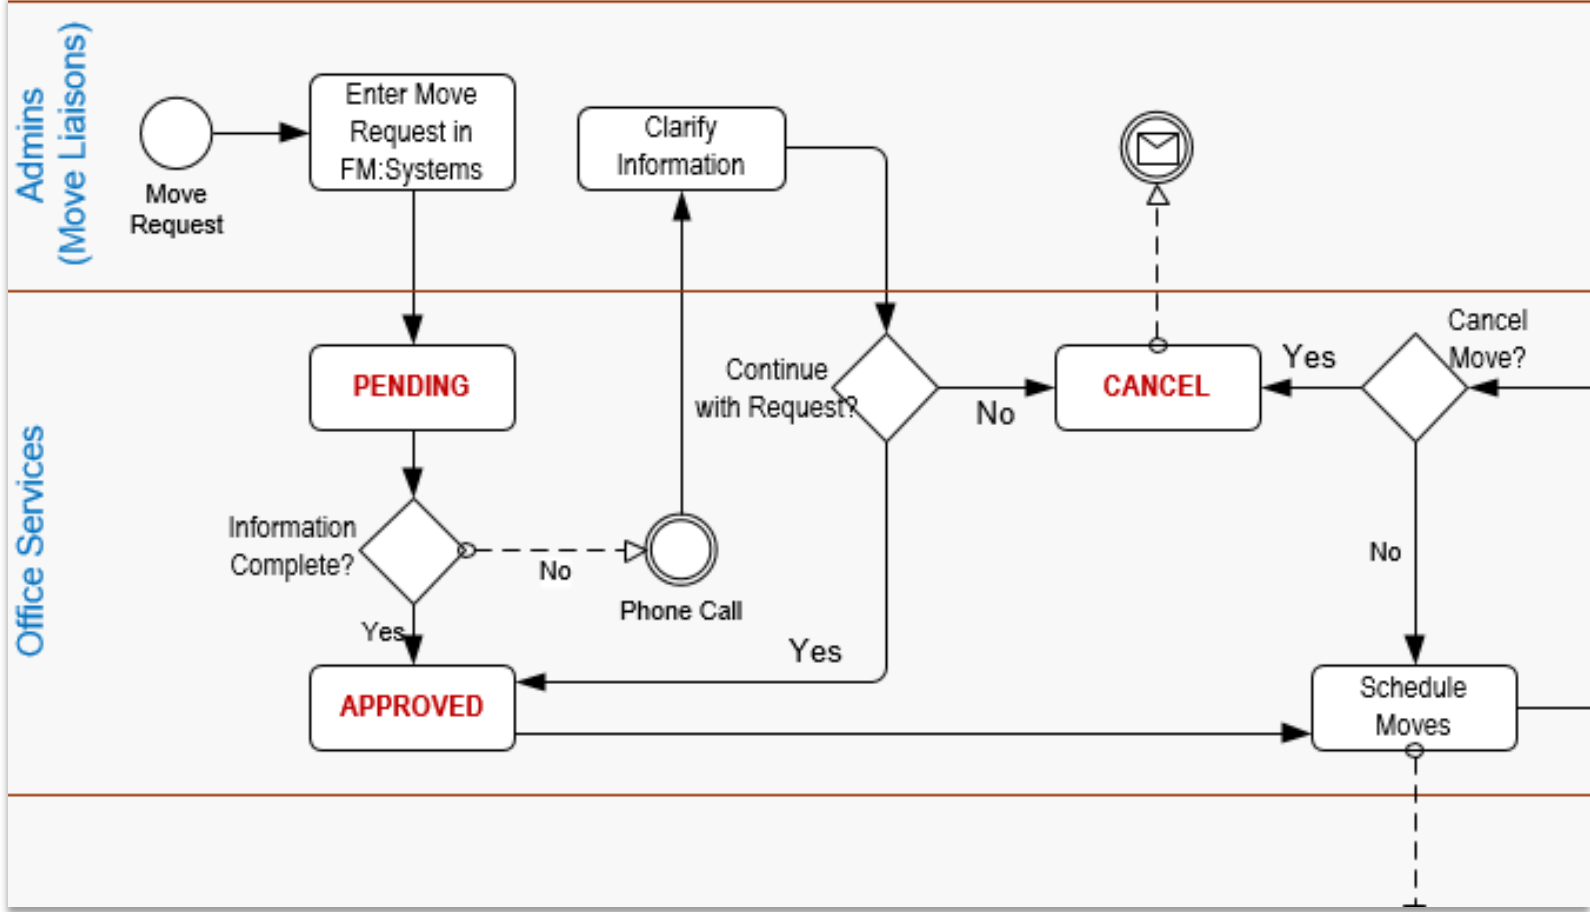 Admins
(Move Liaisons)
Move
Request
Enter Move
Request in
FM:Systems
Clarify
Information
Office Services
PENDING
Information
Complete?
No
Yes
Phone Call
APPROVED
Continue
with Request?
No
Yes
CANCEL
Yes
Cancel
Move?
No
Schedule
Moves